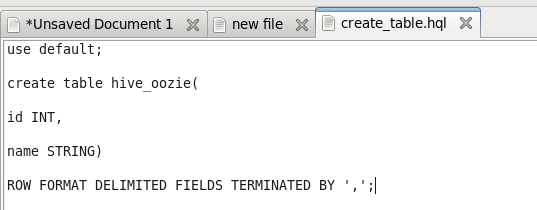 *Unsaved Document 1 new file create_table.hql
use default;
create table hive_oozie(
id INT,
name STRING)
ROW FORMAT DELIMITED FIELDS TERMINATED BY ',';